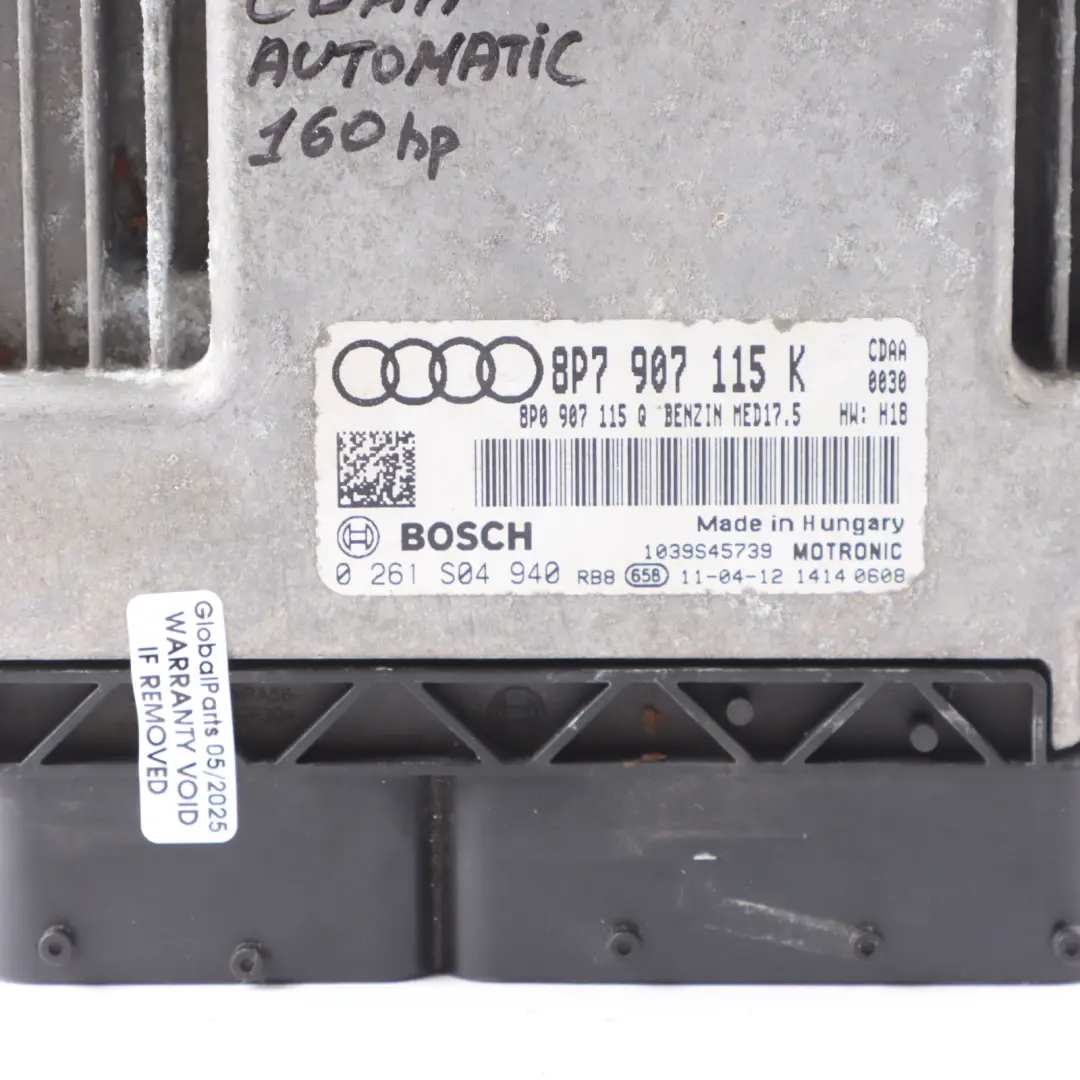 CDAA
AUTOMATIC
160hp
8P7 907 115 K
CDAA
0030
8P0 907 115 Q BENZIN MED17.5 HW: H18
BOSCH
Made in Hungary
1039S45739 MOTRONIC
0 261 S04 940 RB8 658 11-04-12 1414 0608
GlobalParts 05/2025
WARRANTY VOID
IF REMOVED